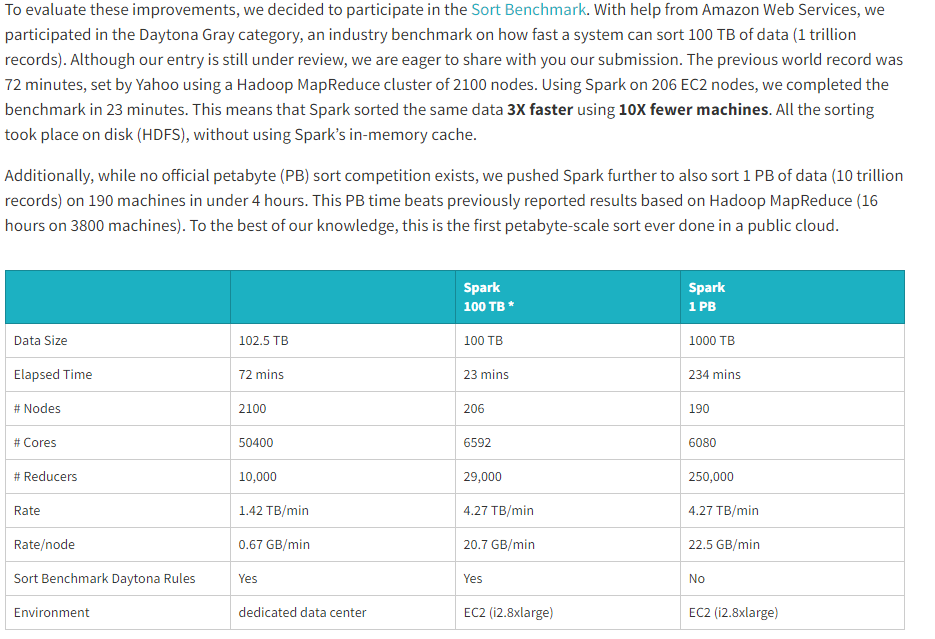 To evaluate these improvements, we decided to participate in the Sort Benchmark. With help from Amazon Web Services, we
participated in the Daytona Gray category, an industry benchmark on how fast a system can sort 100 TB of data (1 trillion
records). Although our entry is still under review, we are eager to share with you our submission. The previous world record was
72 minutes, set by Yahoo using a Hadoop MapReduce cluster of 2100 nodes. Using Spark on 206 EC2 nodes, we completed the
benchmark in 23 minutes. This means that Spark sorted the same data 3X faster using 10X fewer machines. All the sorting
took place on disk (HDFS), without using Spark’s in-memory cache.
Additionally, while no official petabyte (PB) sort competition exists, we pushed Spark further to also sort 1 PB of data (10 trillion
records) on 190 machines in under 4 hours. This PB time beats previously reported results based on Hadoop MapReduce (16
hours on 3800 machines). To the best of our knowledge, this is the first petabyte-scale sort ever done in a public cloud.
Spark 100 TB * Spark 1 PB
Data Size 102.5 TB 100 TB 1000 TB
Elapsed Time 72 mins 23 mins 234 mins
# Nodes 2100 206 190
# Cores 50400 6592 6080
# Reducers 10,000 29,000 250,000
Rate 1.42 TB/min 4.27 TB/min 4.27 TB/min
Rate/node 0.67 GB/min 20.7 GB/min 22.5 GB/min
Sort Benchmark Daytona Rules Yes Yes No
Environment dedicated data center EC2 (i2.8xlarge) EC2 (i2.8xlarge)